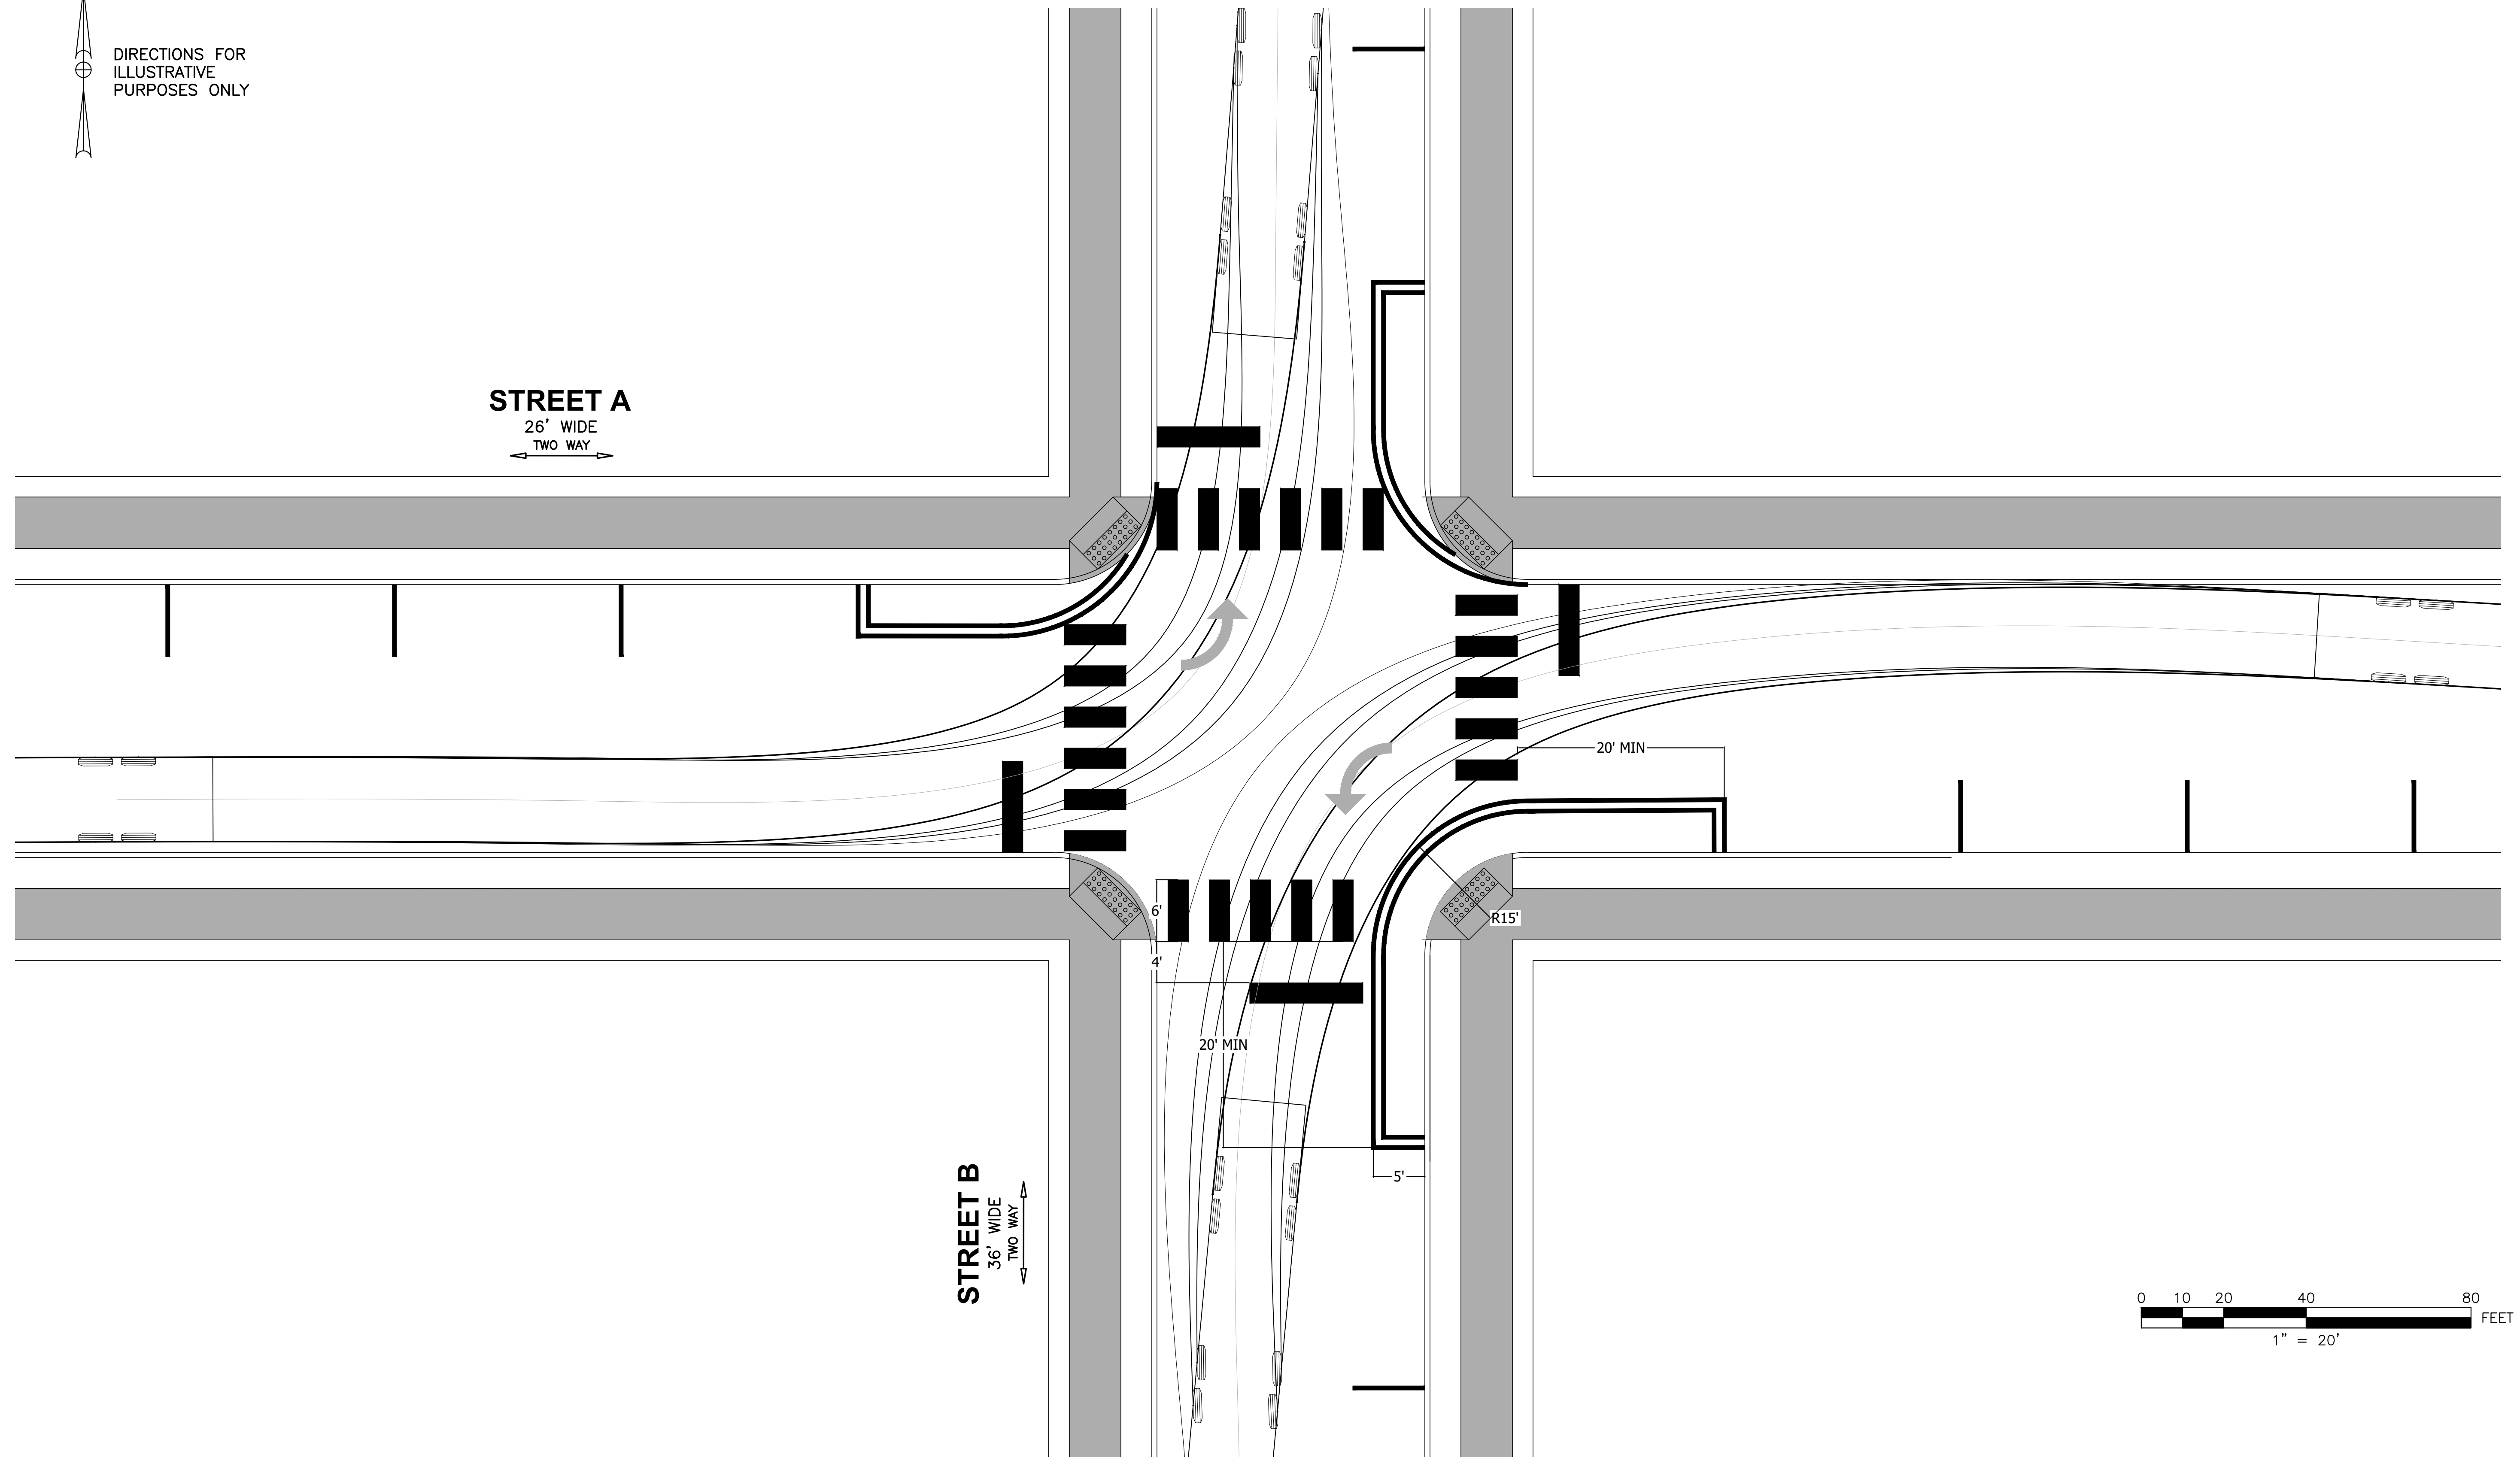 DIRECTIONS FOR
ILLUSTRATIVE
PURPOSES ONLY
STREET A
26' WIDE
TWO WAY
20' MIN
R15'
6'
4'
20' MIN
5'
STREET B
36' WIDE
TWO WAY
0 10 20 40 80
FEET
1" = 20'